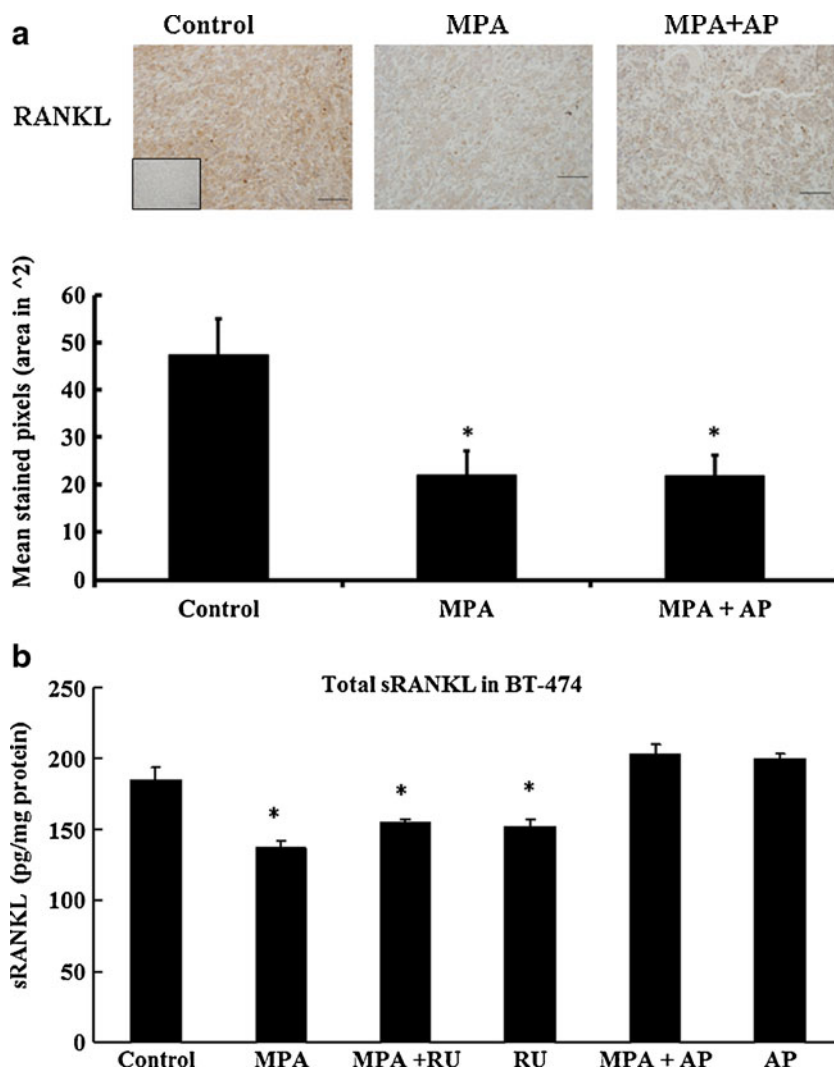 a
Control MPA MPA+AP
RANKL
Mean stained pixels (area in ^2)
60
50
40
30
20
10
0
* *
Control MPA MPA + AP
b
Total sRANKL in BT-474
sRANKL (pg/mg protein)
250
200
150
100
50
0
* * *
Control MPA MPA +RU RU MPA + AP AP